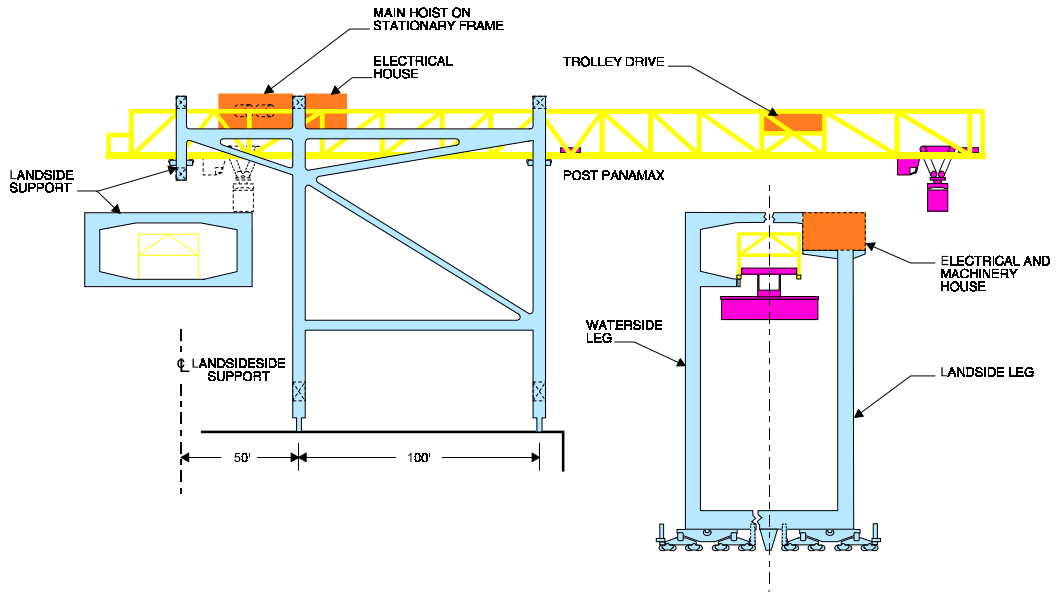 MAIN HOIST ON
STATIONARY FRAME
ELECTRICAL
HOUSE
TROLLEY DRIVE
LANDSIDE
SUPPORT
POST PANAMAX
ELECTRICAL AND
MACHINERY
HOUSE
WATERSIDE
LEG
℄ LANDSIDESIDE
SUPPORT
LANDSIDE LEG
50'
100'